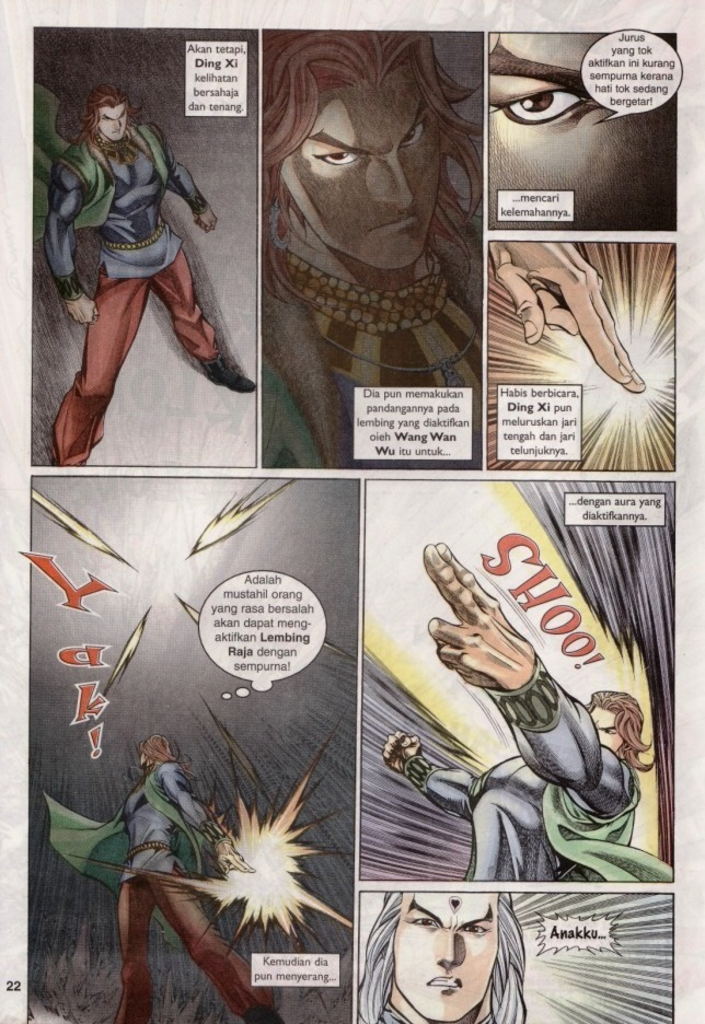 Akan tetapi,
Ding Xi
kelihatan
bersahaja
dan tenang.
Dia pun memakukan
pandangannya pada
lembing yang diaktifkan
oleh Wang Wan
Wu itu untuk...
Jurus
yang tok
aktifkan ini kurang
sempurna kerana
hati tok sedang
bergetar!
...mencari
kelemahannya.
Habis berbicara,
Ding Xi pun
meluruskan jari
tengah dan jari
telunjuknya.
Yak!
Adalah
mustahil orang
yang rasa bersalah
akan dapat meng-
aktifkan Lembing
Raja dengan
sempurna!
Kemudian dia
pun menyerang...
...dengan aura yang
diaktifkannya.
SHOO!
Anakku...
22